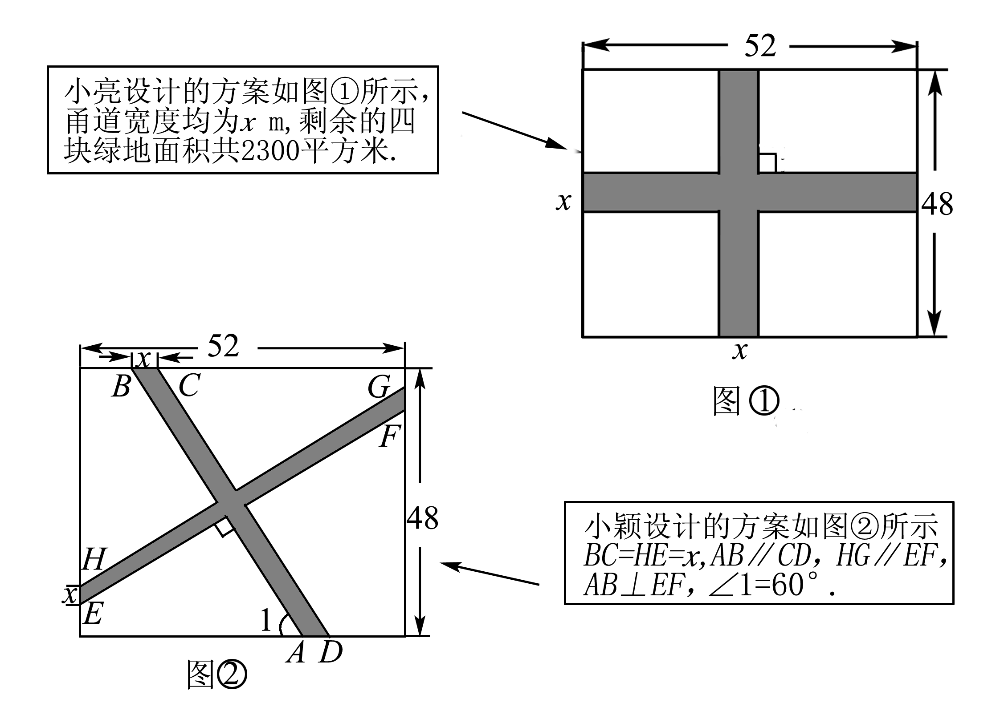 52
小亮设计的方案如图①所示，
甬道宽度均为x m, 剩余的四
块绿地面积共2300平方米.
x
48
x
图①
52
x
B
C
G
F
48
H
x
E
1
A
D
图②
小颖设计的方案如图②所示
BC=HE=x, AB∥CD，HG∥EF，
AB⊥EF，∠1=60°.